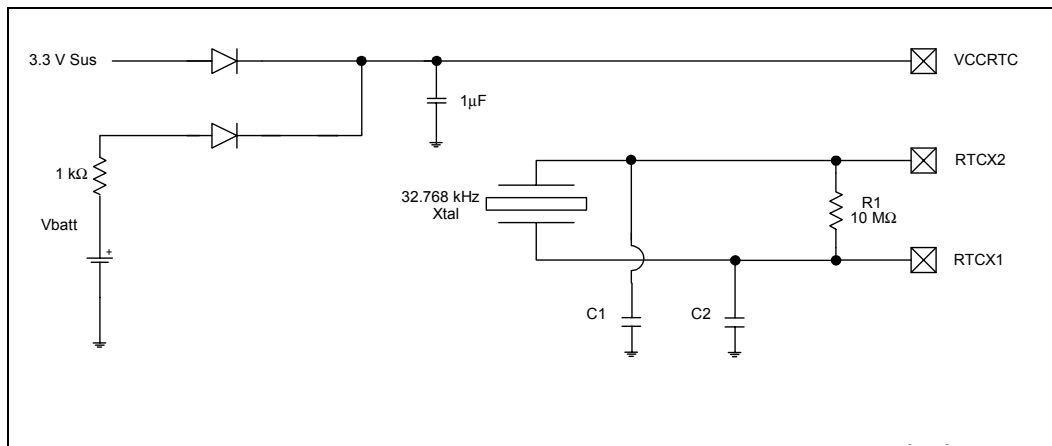 3.3 V Sus
VCCRTC
1µF
1 kΩ
Vbatt
+
32.768 kHz
Xtal
RTCX2
R1
10 MΩ
RTCX1
C1
C2